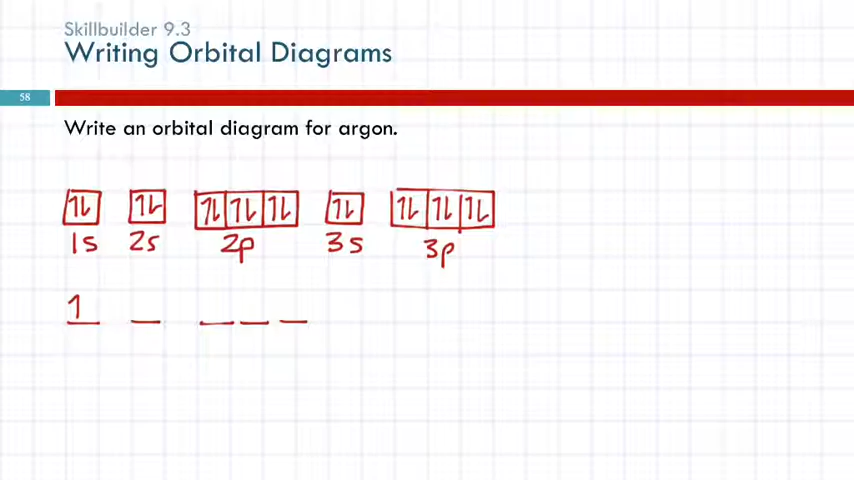 Skillbuilder 9.3
Writing Orbital Diagrams
58
Write an orbital diagram for argon.
↿⇂ ↿⇂ ↿⇂ ↿⇂ ↿⇂ ↿⇂ ↿⇂ ↿⇂ ↿⇂
1s 2s 2p 3s 3p
↿